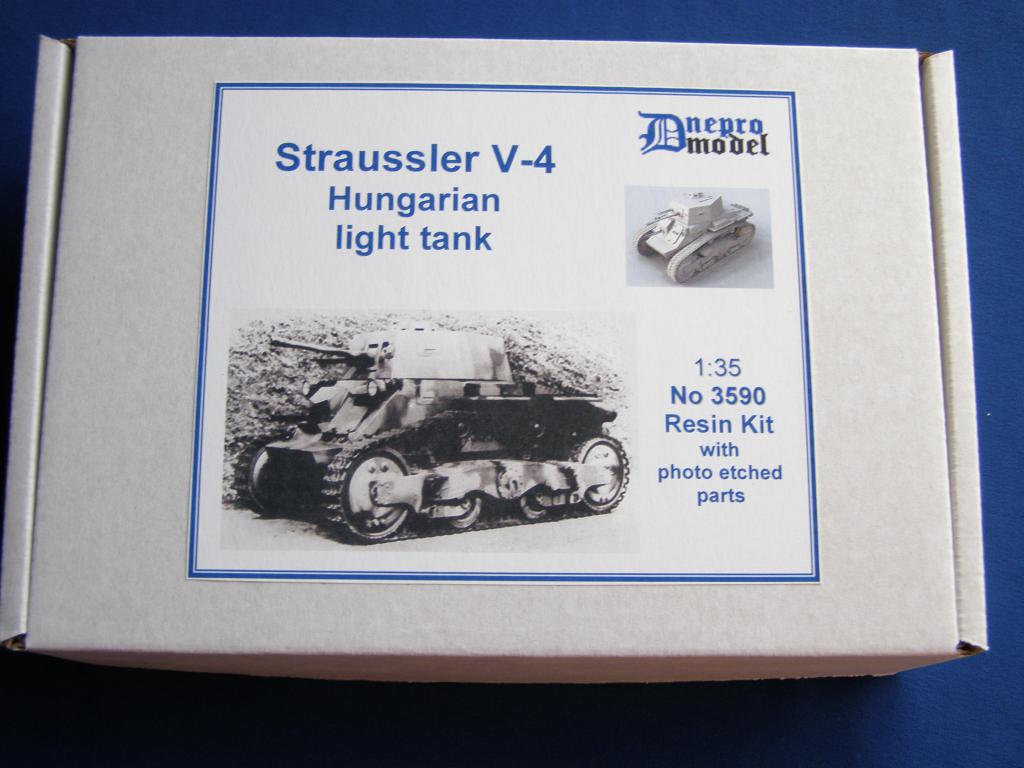 Straussler V-4
Hungarian
light tank
Dnepro
model
1:35
No 3590
Resin Kit
with
photo etched
parts